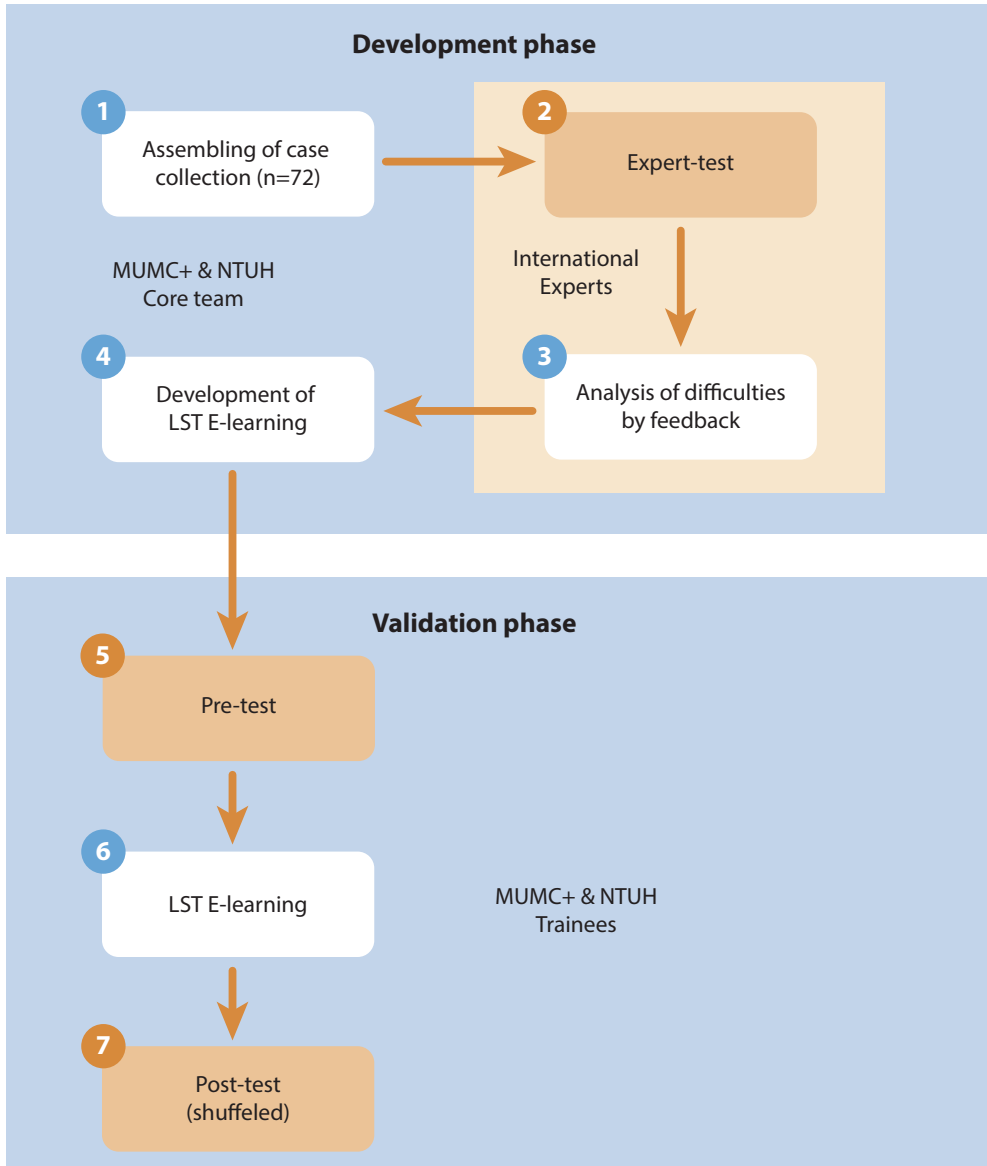 Development phase
1
Assembling of case
collection (n=72)
2
Expert-test
MUMC+ & NTUH
Core team
International
Experts
3
Analysis of difficulties
by feedback
4
Development of
LST E-learning
Validation phase
5
Pre-test
6
LST E-learning
MUMC+ & NTUH
Trainees
7
Post-test
(shuffeled)